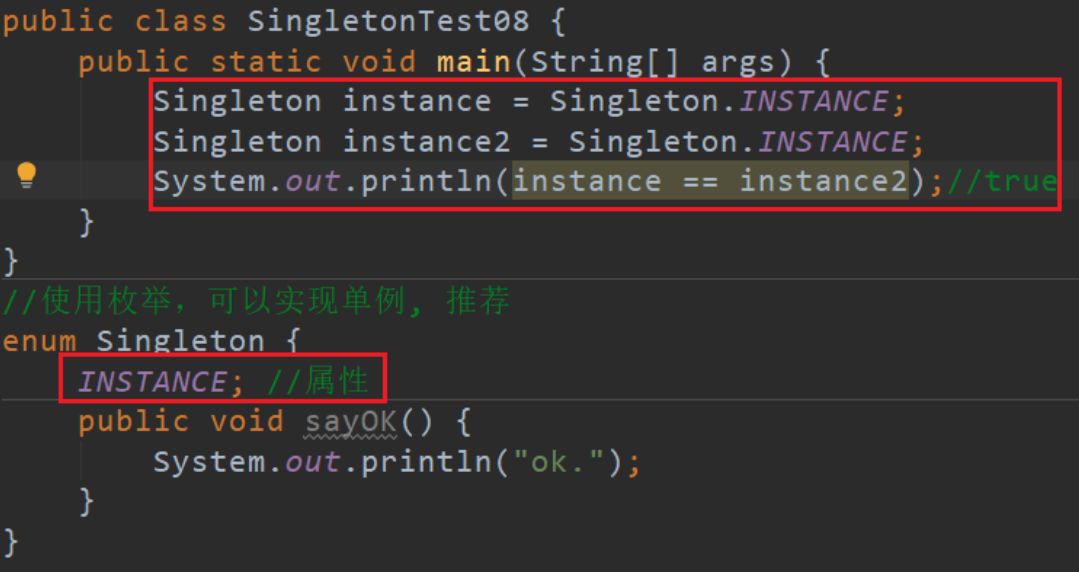 public class SingletonTest08 {
    public static void main(String[] args) {
        Singleton instance = Singleton.INSTANCE;
        Singleton instance2 = Singleton.INSTANCE;
        System.out.println(instance == instance2);//true
    }
}
//使用枚举，可以实现单例, 推荐
enum Singleton {
    INSTANCE; //属性
    public void sayOK() {
        System.out.println("ok.");
    }
}